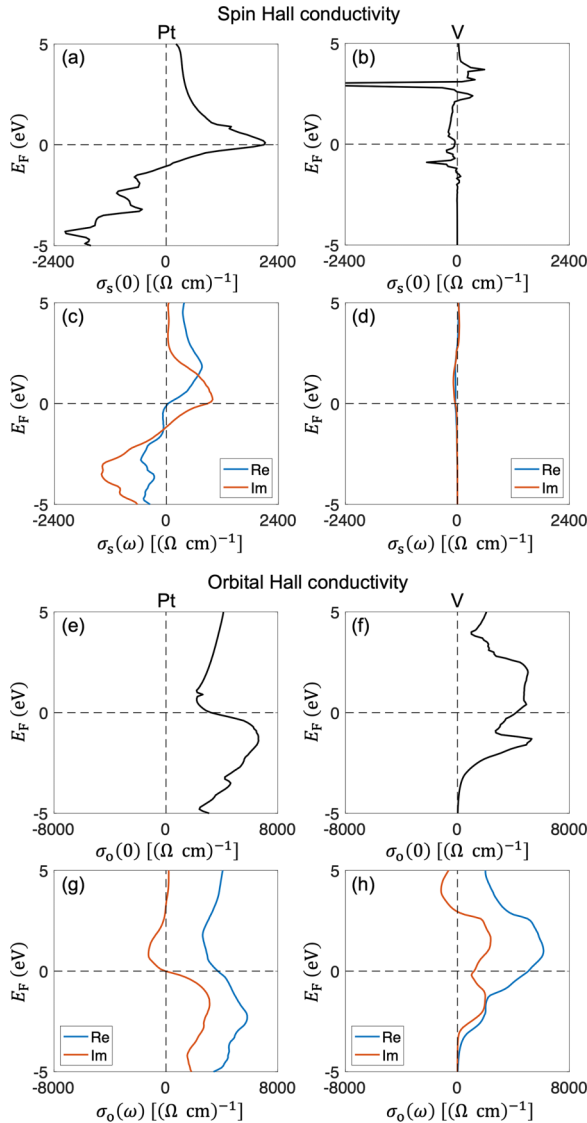 Spin Hall conductivity
Pt
V
(a)
(b)
5
0
-5
E_F (eV)
-2400 0 2400
σ_s(0) [(Ω cm)⁻¹]
5
0
-5
E_F (eV)
-2400 0 2400
σ_s(0) [(Ω cm)⁻¹]
(c)
(d)
5
0
-5
E_F (eV)
Re
Im
-2400 0 2400
σ_s(ω) [(Ω cm)⁻¹]
5
0
-5
E_F (eV)
Re
Im
-2400 0 2400
σ_s(ω) [(Ω cm)⁻¹]
Orbital Hall conductivity
Pt
V
(e)
(f)
5
0
-5
E_F (eV)
-8000 0 8000
σ_o(0) [(Ω cm)⁻¹]
5
0
-5
E_F (eV)
-8000 0 8000
σ_o(0) [(Ω cm)⁻¹]
(g)
(h)
5
0
-5
E_F (eV)
Re
Im
-8000 0 8000
σ_o(ω) [(Ω cm)⁻¹]
5
0
-5
E_F (eV)
Re
Im
-8000 0 8000
σ_o(ω) [(Ω cm)⁻¹]